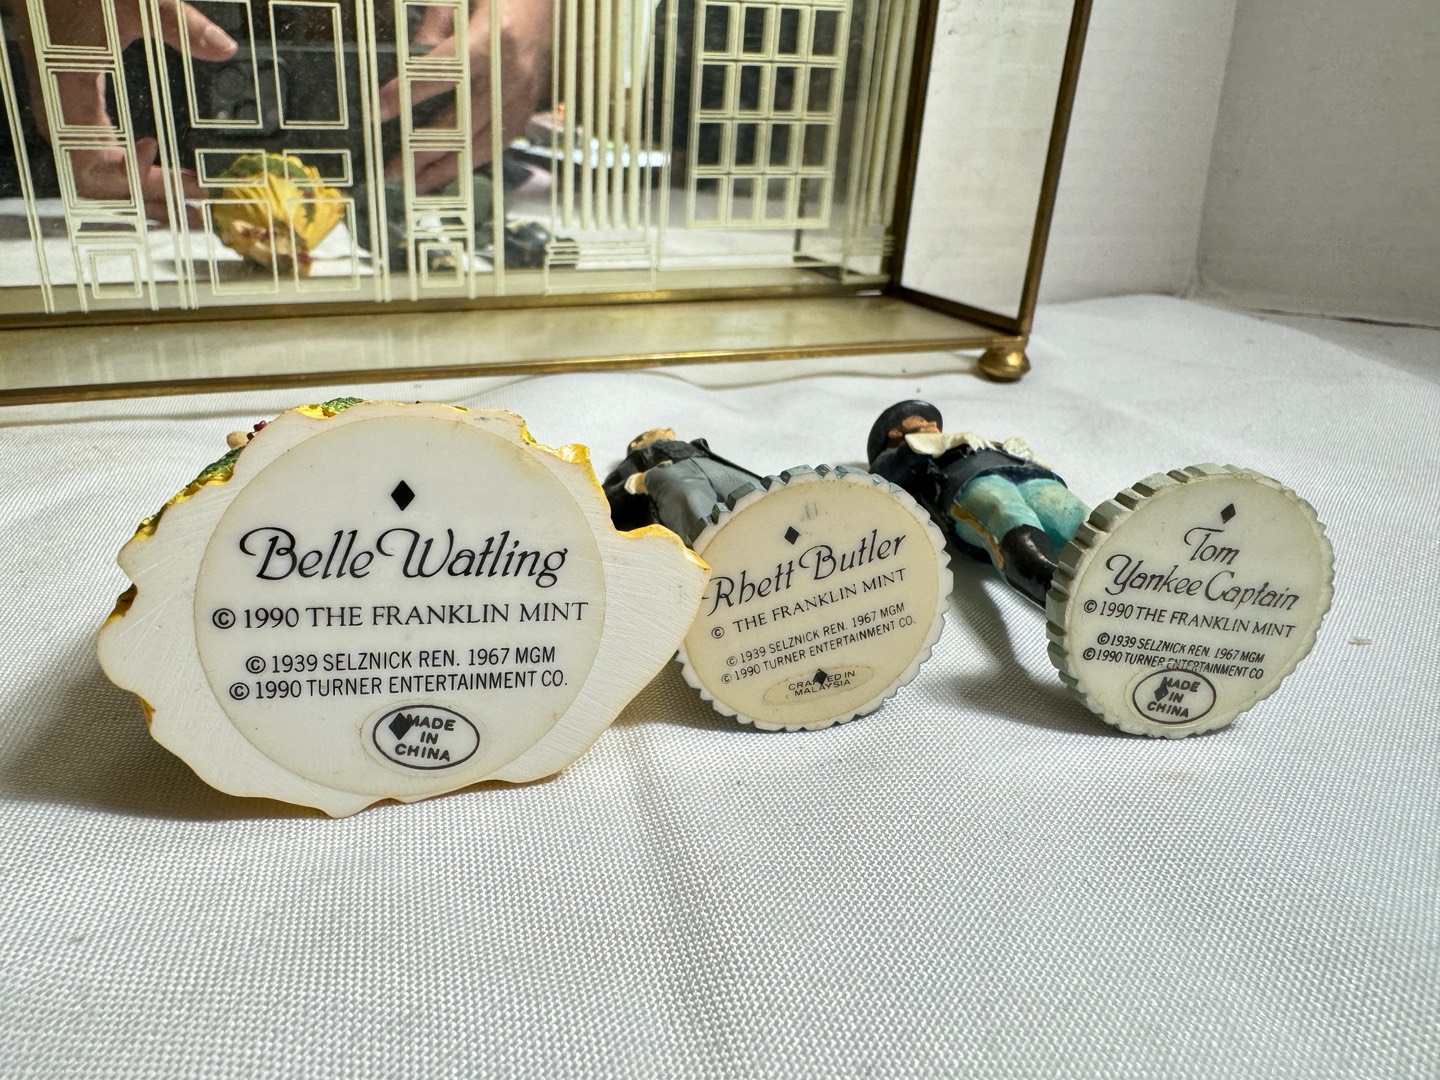 Belle Watling
© 1990 THE FRANKLIN MINT
© 1939 SELZNICK REN. 1967 MGM
© 1990 TURNER ENTERTAINMENT CO.
MADE
IN
CHINA
Rhett Butler
© THE FRANKLIN MINT
© 1939 SELZNICK REN. 1967 MGM
© 1990 TURNER ENTERTAINMENT CO.
CRAFTED IN
MALAYSIA
Tom
Yankee Captain
© 1990 THE FRANKLIN MINT
© 1939 SELZNICK REN. 1967 MGM
© 1990 TURNER ENTERTAINMENT CO
MADE
IN
CHINA